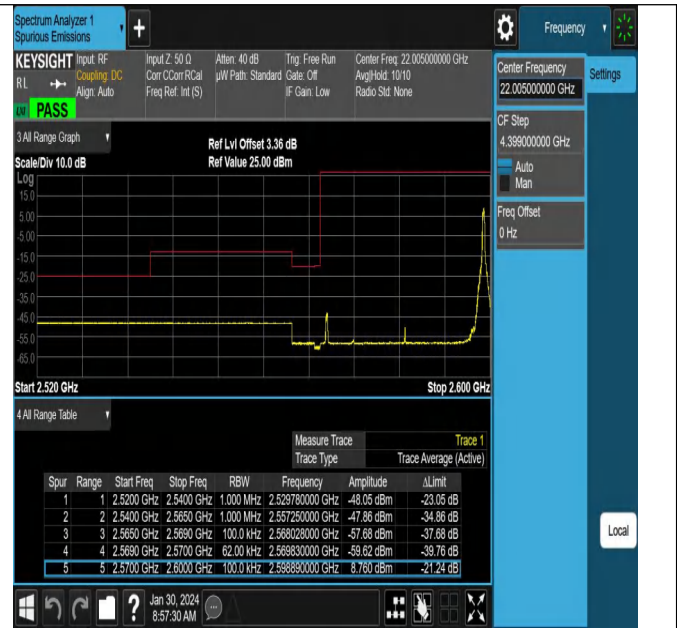 Spectrum Analyzer 1
Spurious Emissions
Frequency
KEYSIGHT Input: RF Input Z: 50 Ω Atten: 40 dB Trig: Free Run Center Freq: 22.005000000 GHz
RL Coupling: DC Corr CCorr RCal µW Path: Standard Gate: Off Avg|Hold: 10/10
Align: Auto Freq Ref: Int (S) IF Gain: Low Radio Std: None
PASS
Center Frequency
22.005000000 GHz
Settings
CF Step
4.399000000 GHz
Auto
Man
Freq Offset
0 Hz
Local
3 All Range Graph
Ref Lvl Offset 3.36 dB
Scale/Div 10.0 dB Ref Value 25.00 dBm
Log
15.0
5.00
-5.00
-15.0
-25.0
-35.0
-45.0
-55.0
-65.0
Start 2.520 GHz Stop 2.600 GHz
4 All Range Table
Measure Trace Trace 1
Trace Type Trace Average (Active)
Spur Range Start Freq Stop Freq RBW Frequency Amplitude ΔLimit
1 1 2.5200 GHz 2.5400 GHz 1.000 MHz 2.529780000 GHz -48.05 dBm -23.05 dB
2 2 2.5400 GHz 2.5650 GHz 1.000 MHz 2.557250000 GHz -47.86 dBm -34.86 dB
3 3 2.5650 GHz 2.5690 GHz 100.0 kHz 2.568028000 GHz -57.68 dBm -37.68 dB
4 4 2.5690 GHz 2.5700 GHz 62.00 kHz 2.569830000 GHz -59.62 dBm -39.76 dB
5 5 2.5700 GHz 2.6000 GHz 100.0 kHz 2.598890000 GHz 8.760 dBm -21.24 dB
Jan 30, 2024
8:57:30 AM